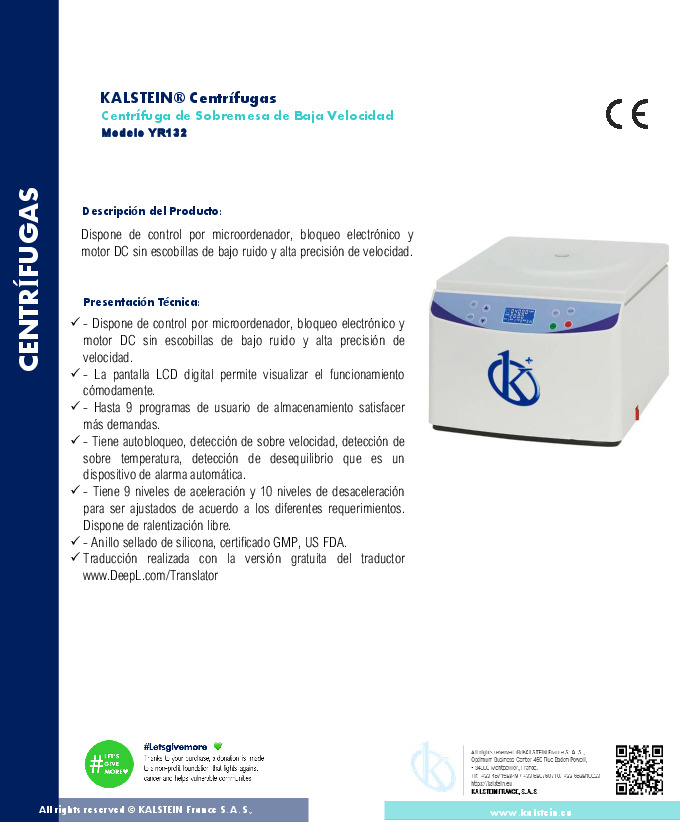 KALSTEIN® Centrífugas
Centrífuga de Sobremesa de Baja Velocidad
Modelo YR132
CE
CENTRÍFUGAS
Descripción del Producto:
Dispone de control por microordenador, bloqueo electrónico y
motor DC sin escobillas de bajo ruido y alta precisión de velocidad.
Presentación Técnica:
✓ - Dispone de control por microordenador, bloqueo electrónico y
motor DC sin escobillas de bajo ruido y alta precisión de
velocidad.
✓ - La pantalla LCD digital permite visualizar el funcionamiento
cómodamente.
✓ - Hasta 9 programas de usuario de almacenamiento satisfacer
más demandas.
✓ - Tiene autobloqueo, detección de sobre velocidad, detección de
sobre temperatura, detección de desequilibrio que es un
dispositivo de alarma automática.
✓ - Tiene 9 niveles de aceleración y 10 niveles de desaceleración
para ser ajustados de acuerdo a los diferentes requerimientos.
Dispone de ralentización libre.
✓ - Anillo sellado de silicona, certificado GMP, US FDA.
✓ Traducción realizada con la versión gratuita del traductor
www.DeepL.com/Translator
#LET'S
GIVE
MORE♥
#Letsgivemore
Thanks to your purchase, a donation is made
to a non-profit foundation that fights against
cancer and helps vulnerable communities
All rights reserved ® KALSTEIN France S. A. S.,
Optimum Business Center 450 Rue Baden Powell,
34000 Montpellier, France.
https://kalstein.eu
KALSTEIN FRANCE, S.A.S
All rights reserved © KALSTEIN France S.A.S.,
www.kalstein.eu